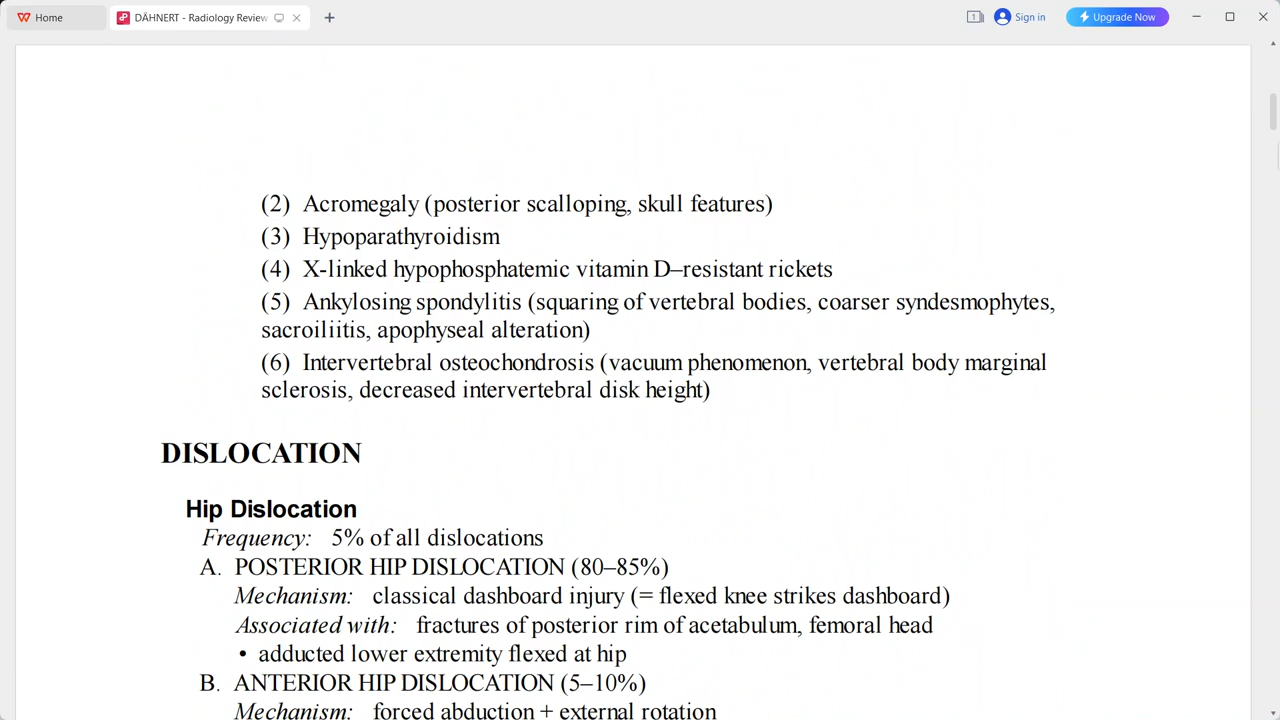 Home
DÄHNERT - Radiology Review
1
Sign in
Upgrade Now
(2) Acromegaly (posterior scalloping, skull features)
(3) Hypoparathyroidism
(4) X-linked hypophosphatemic vitamin D–resistant rickets
(5) Ankylosing spondylitis (squaring of vertebral bodies, coarser syndesmophytes,
sacroiliitis, apophyseal alteration)
(6) Intervertebral osteochondrosis (vacuum phenomenon, vertebral body marginal
sclerosis, decreased intervertebral disk height)
DISLOCATION
Hip Dislocation
Frequency: 5% of all dislocations
A. POSTERIOR HIP DISLOCATION (80–85%)
Mechanism: classical dashboard injury (= flexed knee strikes dashboard)
Associated with: fractures of posterior rim of acetabulum, femoral head
• adducted lower extremity flexed at hip
B. ANTERIOR HIP DISLOCATION (5–10%)
Mechanism: forced abduction + external rotation